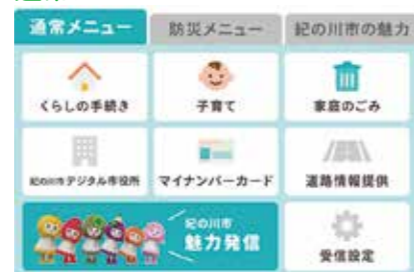 通常メニュー
防災メニュー
紀の川市の魅力
くらしの手続き
子育て
家庭のごみ
紀の川市デジタル市役所
マイナンバーカード
道路情報提供
紀の川市
魅力発信
受信設定